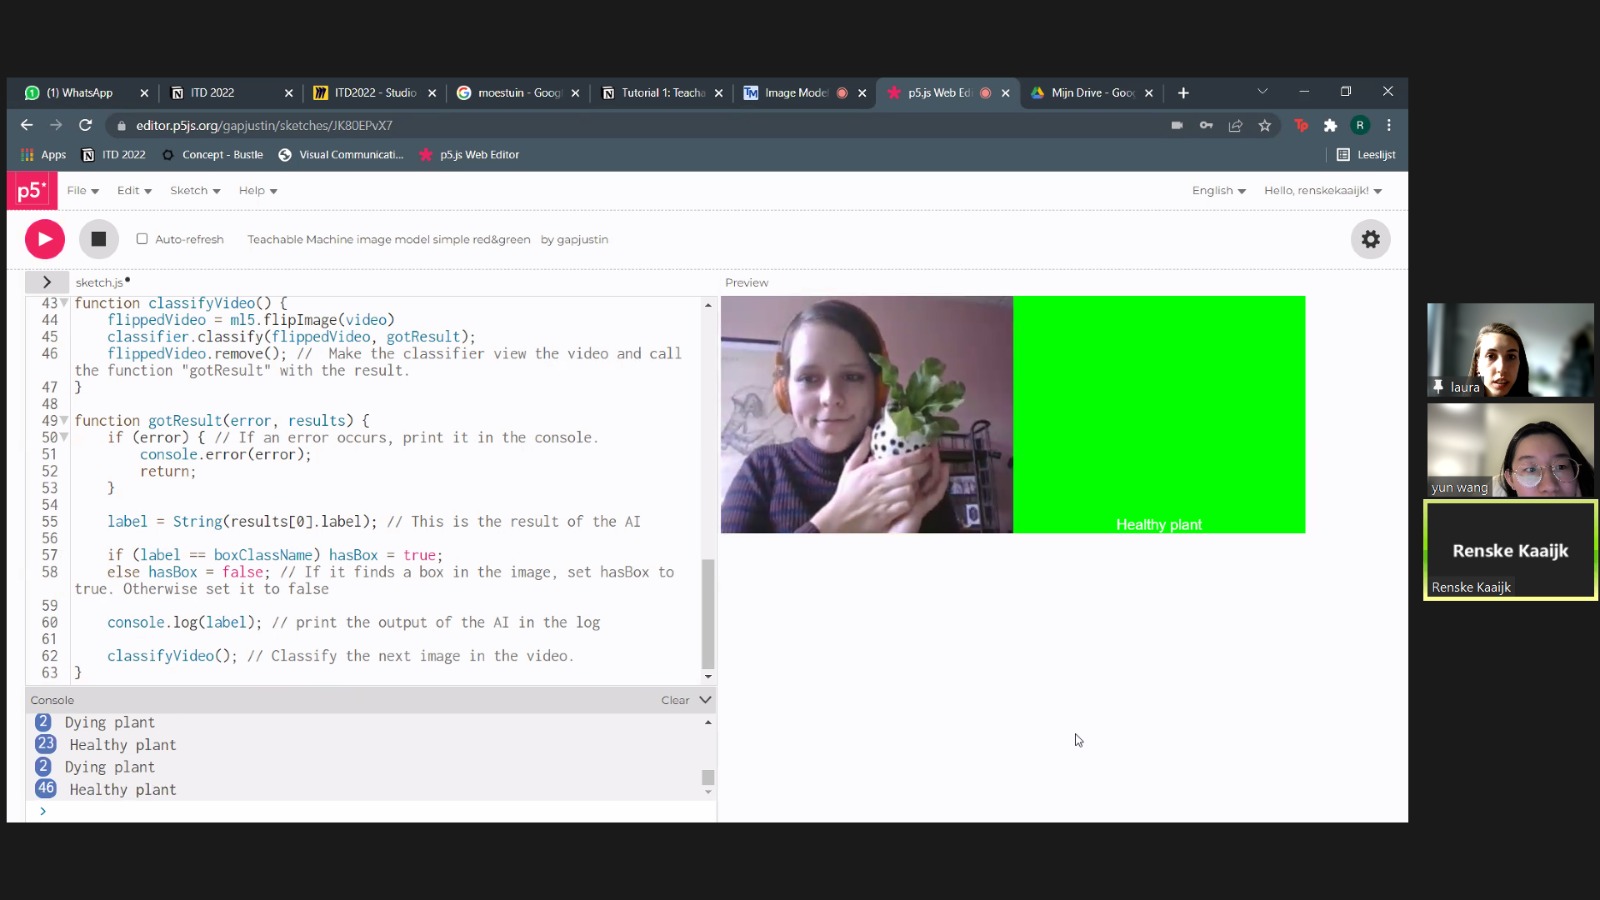 (1) WhatsApp
ITD 2022
ITD2022 - Studio
moestuin - Goog
Tutorial 1: Teacha
Image Model
p5.js Web Edi
Mijn Drive - Goo
editor.p5js.org/gapjustin/sketches/JK80EPvX7
Tp
R
Apps
ITD 2022
Concept - Bustle
Visual Communicati...
p5.js Web Editor
Leeslijst
p5*
File
Edit
Sketch
Help
English
Hello, renskekaaijk!
Auto-refresh
Teachable Machine image model simple red&green
by gapjustin
sketch.js
Preview
43 function classifyVideo() {
44 flippedVideo = ml5.flipImage(video)
45 classifier.classify(flippedVideo, gotResult);
46 flippedVideo.remove(); // Make the classifier view the video and call
the function "gotResult" with the result.
47 }
48
49 function gotResult(error, results) {
50 if (error) { // If an error occurs, print it in the console.
51 console.error(error);
52 return;
53 }
54
55 label = String(results[0].label); // This is the result of the AI
56
57 if (label == boxClassName) hasBox = true;
58 else hasBox = false; // If it finds a box in the image, set hasBox to
true. Otherwise set it to false
59
60 console.log(label); // print the output of the AI in the log
61
62 classifyVideo(); // Classify the next image in the video.
63 }
Healthy plant
Console
Clear
2 Dying plant
23 Healthy plant
2 Dying plant
46 Healthy plant
>
laura
yun wang
Renske Kaaijk
Renske Kaaijk